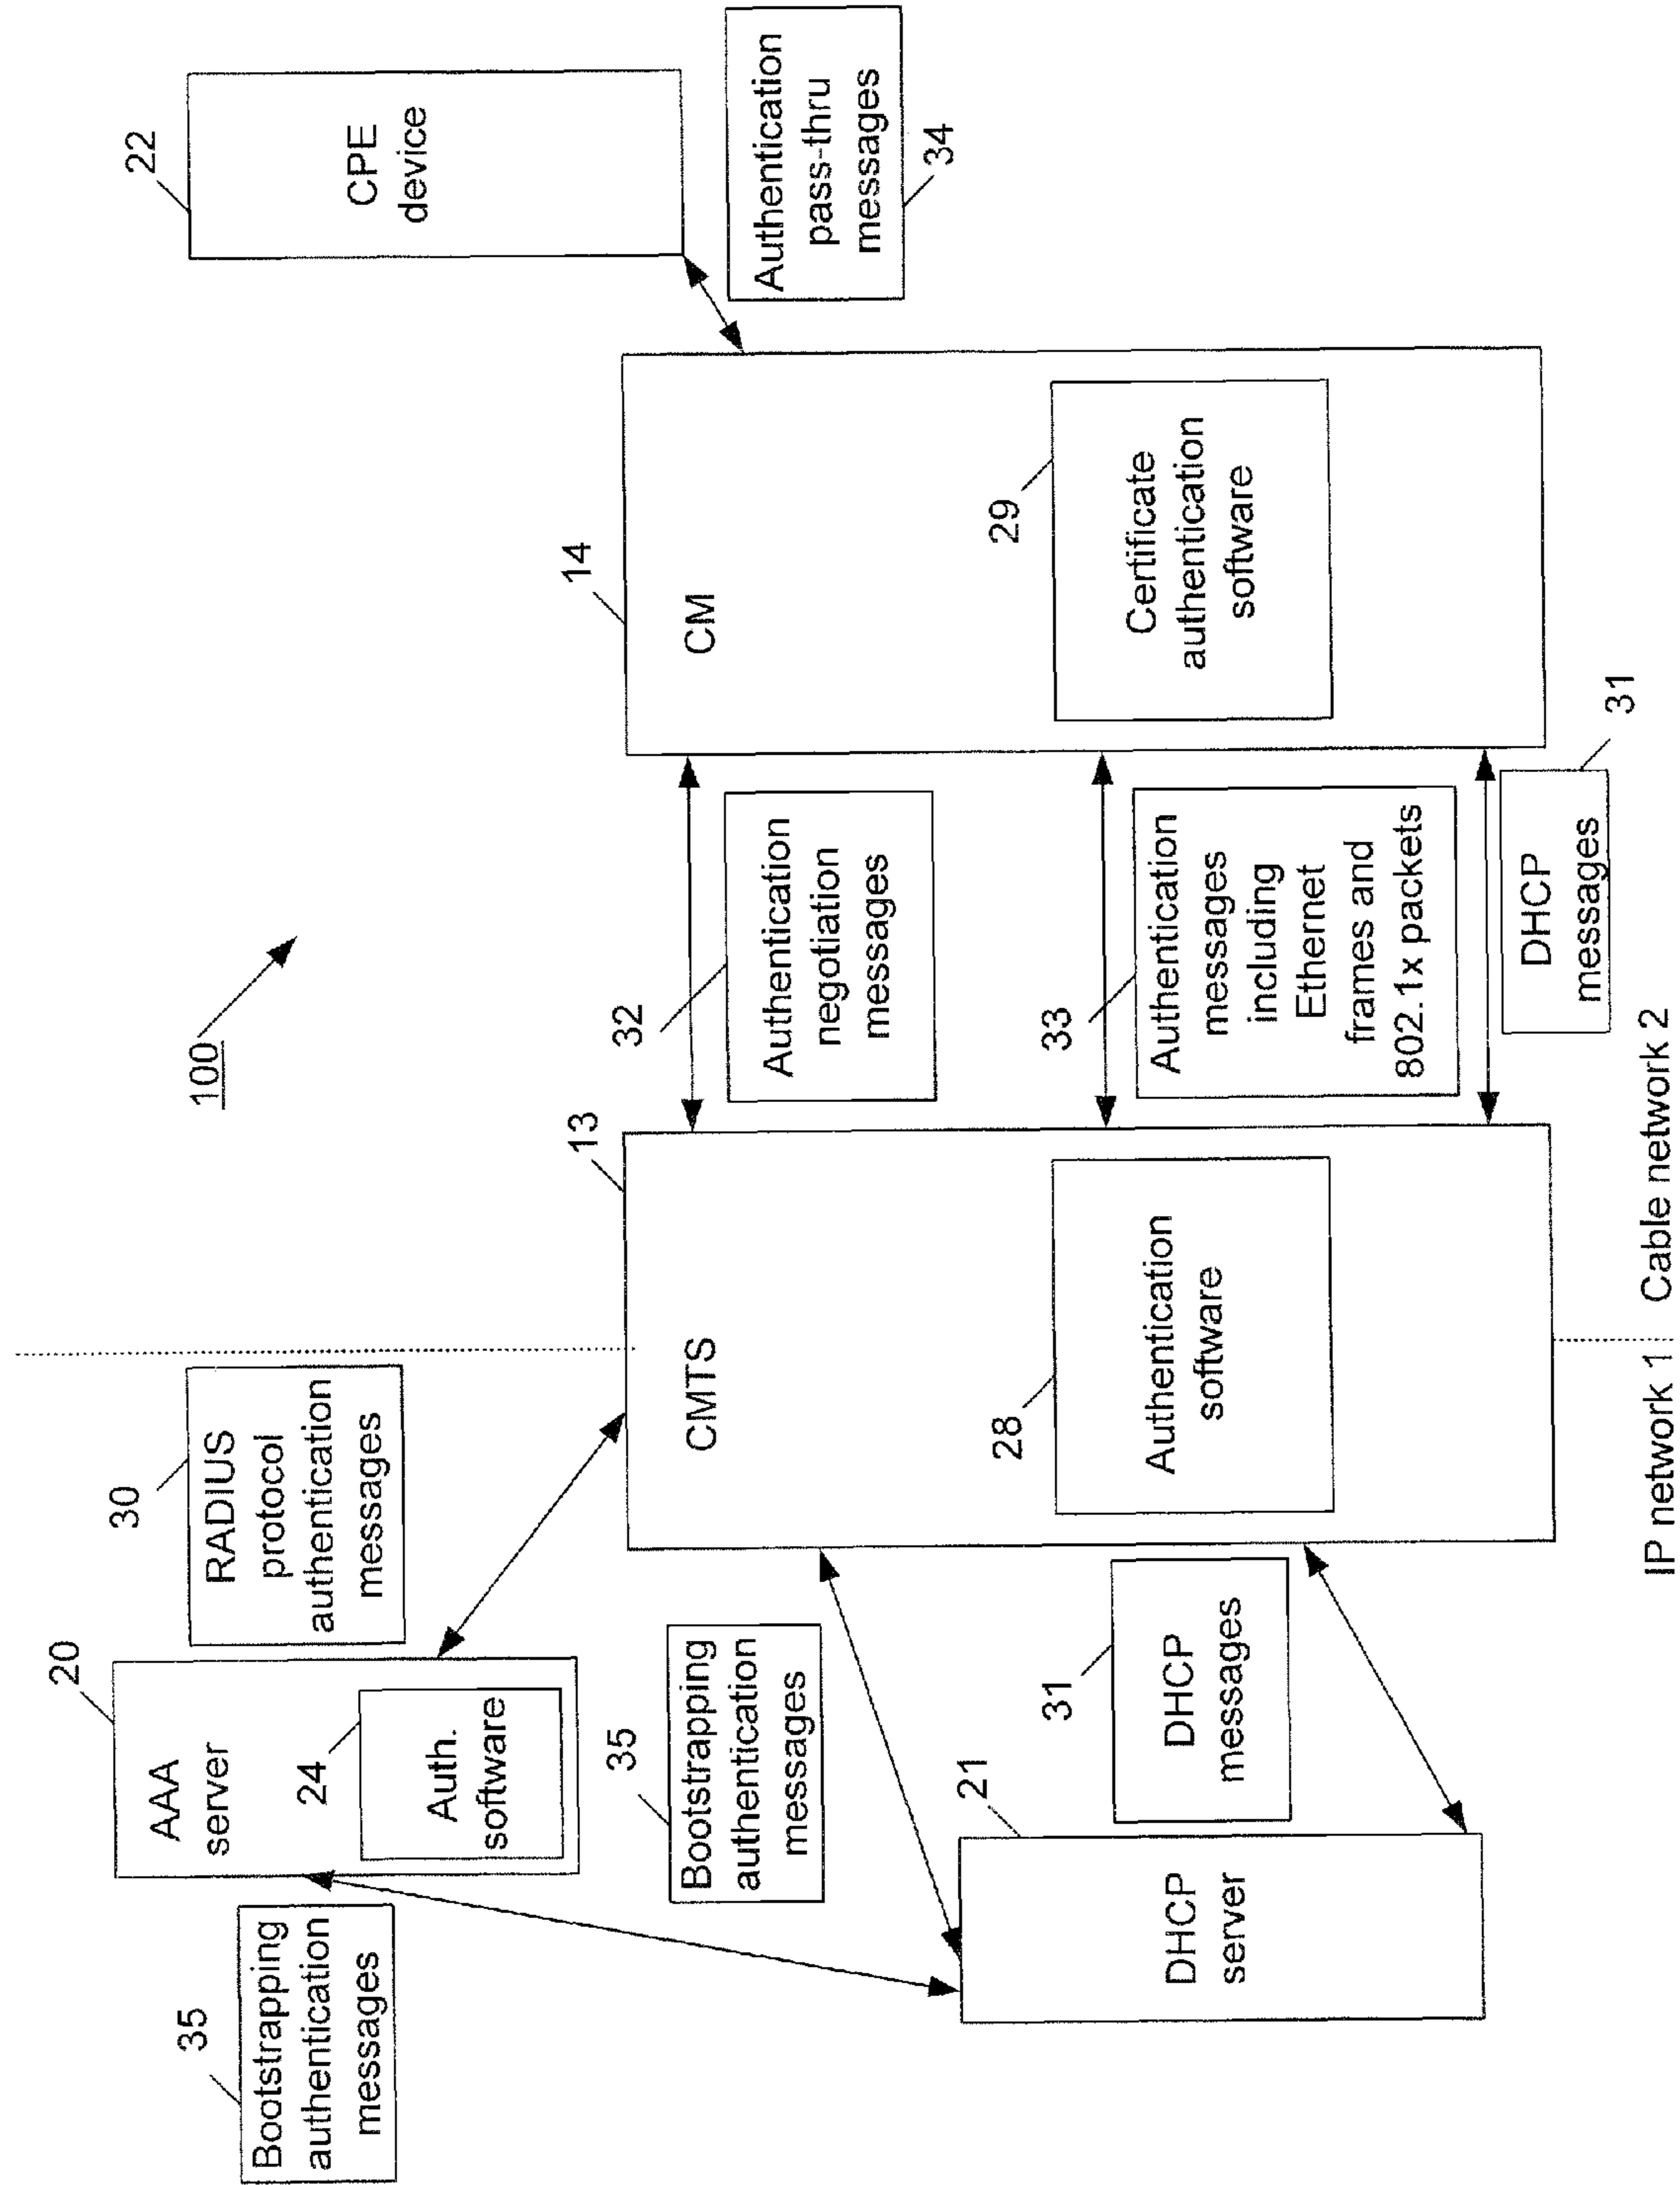 100
22
CPE
device
Authentication
pass-thru
messages
34
14
CM
29
Certificate
authentication
software
32
Authentication
negotiation
messages
33
Authentication
messages
including
Ethernet
frames and
802.1x packets
31
DHCP
messages
13
CMTS
28
Authentication
software
30
RADIUS
protocol
authentication
messages
20
AAA
server
24
Auth.
software
35
Bootstrapping
authentication
messages
35
Bootstrapping
authentication
messages
31
DHCP
messages
21
DHCP
server
IP network 1
Cable network 2